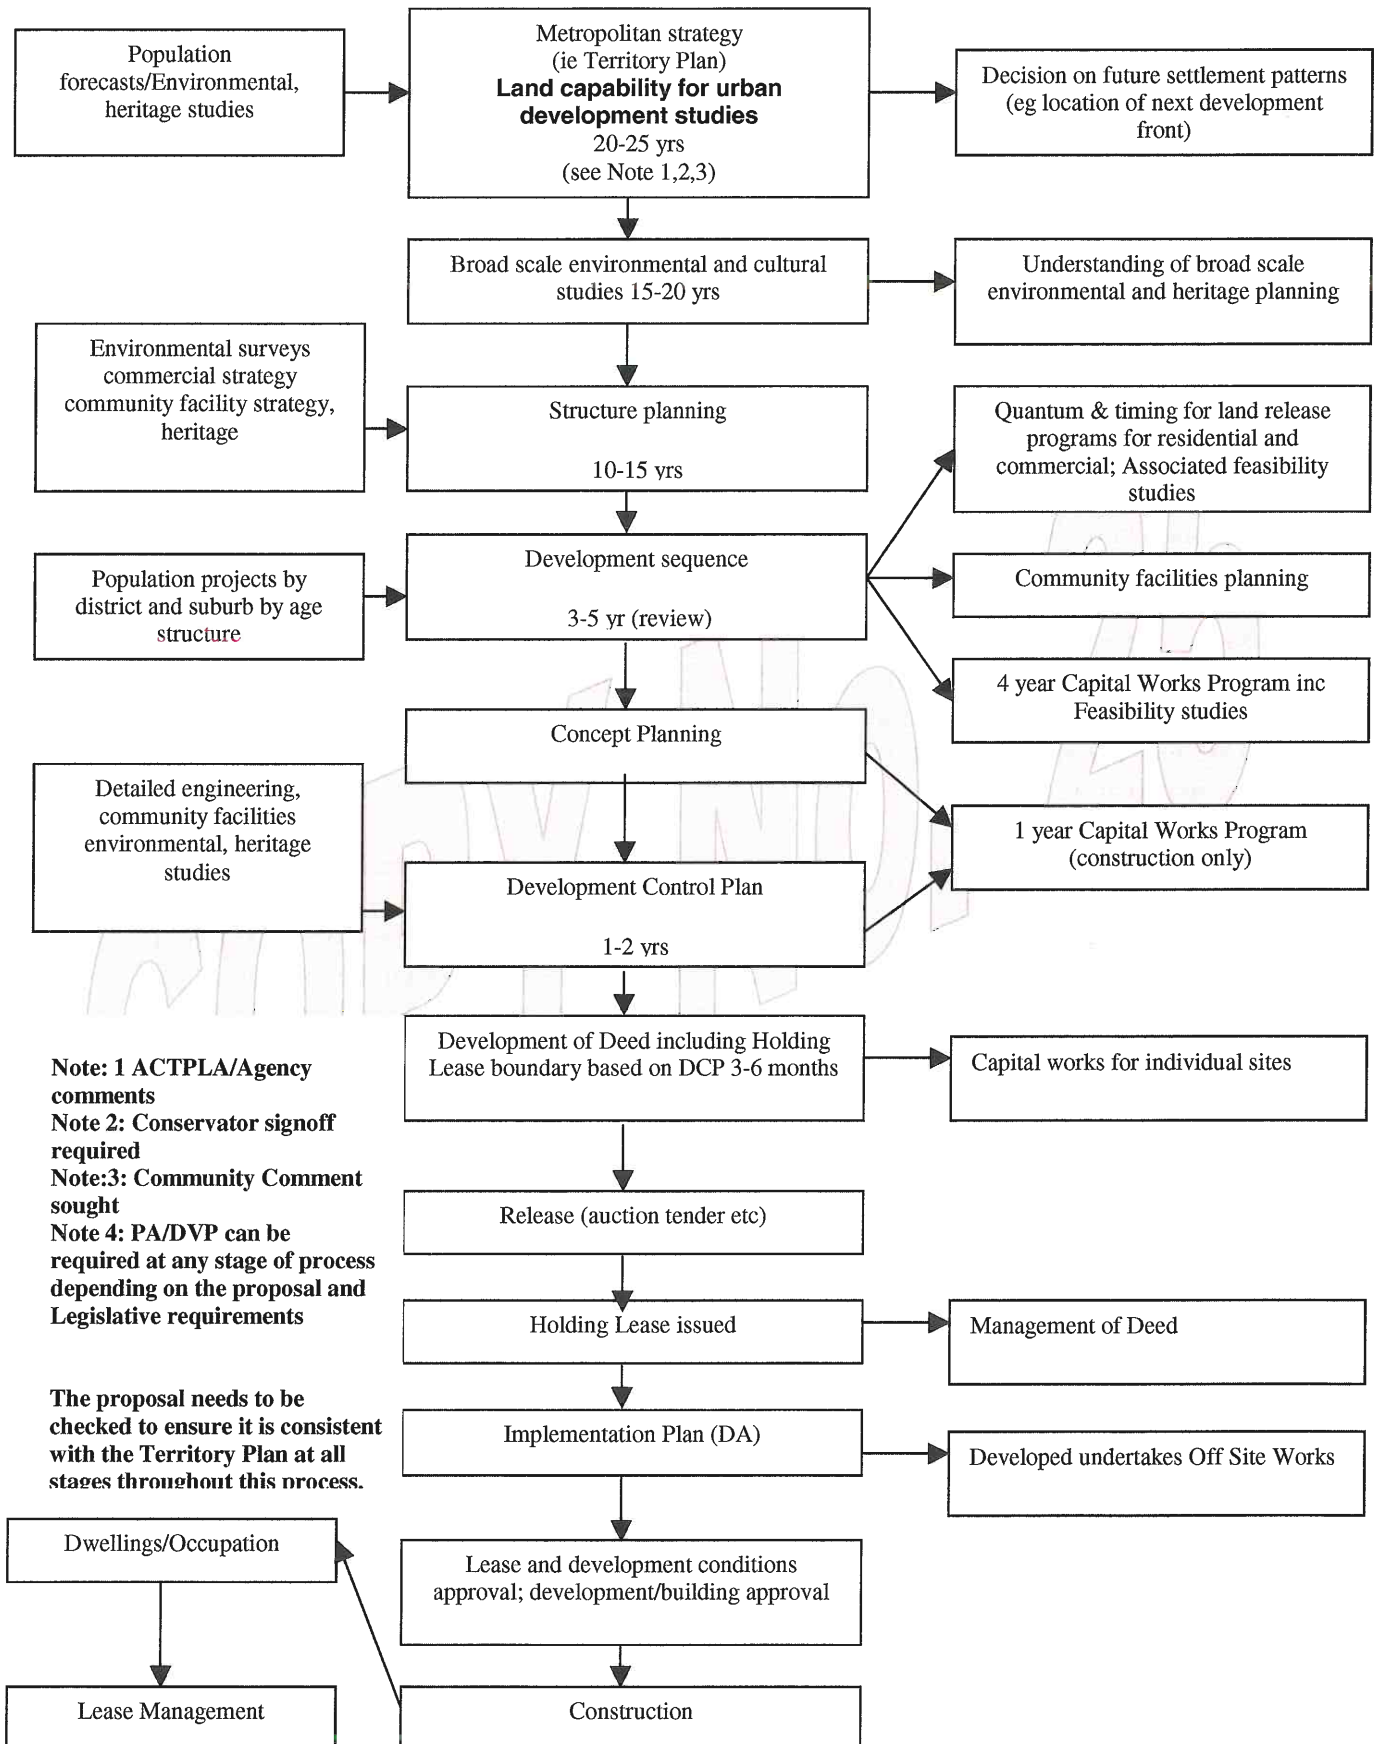 Population
forecasts/Environmental,
heritage studies
Metropolitan strategy
(ie Territory Plan)
Land capability for urban
development studies
20-25 yrs
(see Note 1,2,3)
Decision on future settlement patterns
(eg location of next development
front)
Broad scale environmental and cultural
studies 15-20 yrs
Understanding of broad scale
environmental and heritage planning
Environmental surveys
commercial strategy
community facility strategy,
heritage
Structure planning
10-15 yrs
Quantum & timing for land release
programs for residential and
commercial; Associated feasibility
studies
Population projects by
district and suburb by age
structure
Development sequence
3-5 yr (review)
Community facilities planning
4 year Capital Works Program inc
Feasibility studies
Concept Planning
Detailed engineering,
community facilities
environmental, heritage
studies
1 year Capital Works Program
(construction only)
Development Control Plan
1-2 yrs
Development of Deed including Holding
Lease boundary based on DCP 3-6 months
Capital works for individual sites
Note: 1 ACTPLA/Agency
comments
Note 2: Conservator signoff
required
Note:3: Community Comment
sought
Note 4: PA/DVP can be
required at any stage of process
depending on the proposal and
Legislative requirements
Release (auction tender etc)
Holding Lease issued
Management of Deed
The proposal needs to be
checked to ensure it is consistent
with the Territory Plan at all
stages throughout this process.
Implementation Plan (DA)
Developed undertakes Off Site Works
Dwellings/Occupation
Lease and development conditions
approval; development/building approval
Lease Management
Construction
COPY No. 25